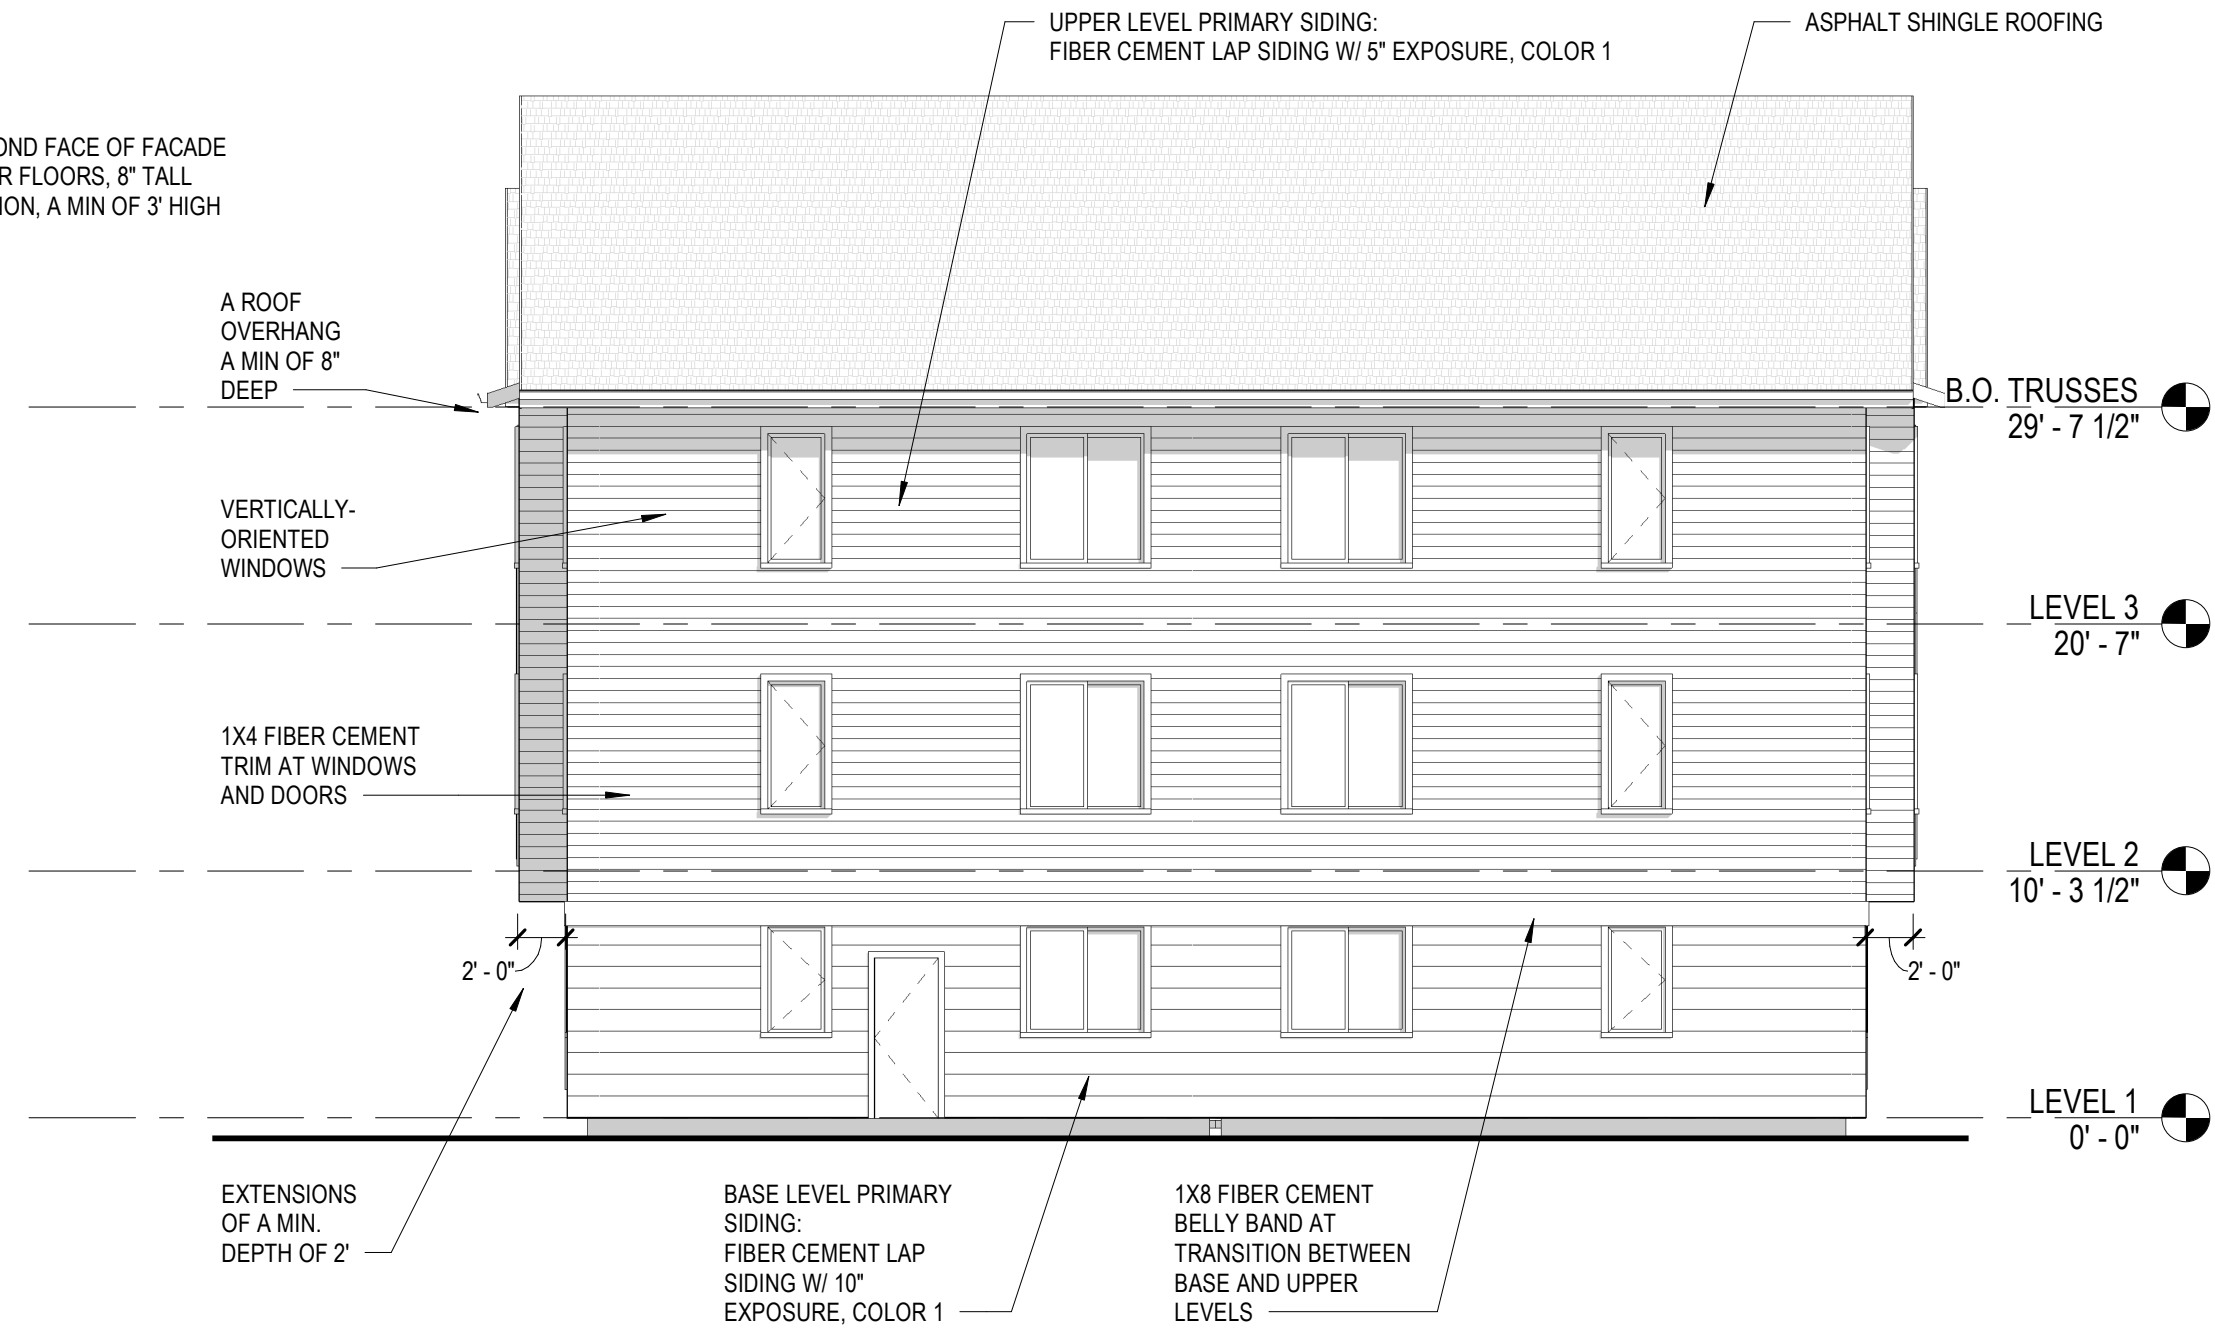 UPPER LEVEL PRIMARY SIDING:
FIBER CEMENT LAP SIDING W/ 5" EXPOSURE, COLOR 1
ASPHALT SHINGLE ROOFING
FACE OF FACADE
FLOORS, 8" TALL
A MIN OF 3' HIGH
A ROOF
OVERHANG
A MIN OF 8"
DEEP
B.O. TRUSSES
29' - 7 1/2"
VERTICALLY-
ORIENTED
WINDOWS
LEVEL 3
20' - 7"
1X4 FIBER CEMENT
TRIM AT WINDOWS
AND DOORS
LEVEL 2
10' - 3 1/2"
2' - 0"
2' - 0"
LEVEL 1
0' - 0"
EXTENSIONS
OF A MIN.
DEPTH OF 2'
BASE LEVEL PRIMARY
SIDING:
FIBER CEMENT LAP
SIDING W/ 10"
EXPOSURE, COLOR 1
1X8 FIBER CEMENT
BELLY BAND AT
TRANSITION BETWEEN
BASE AND UPPER
LEVELS